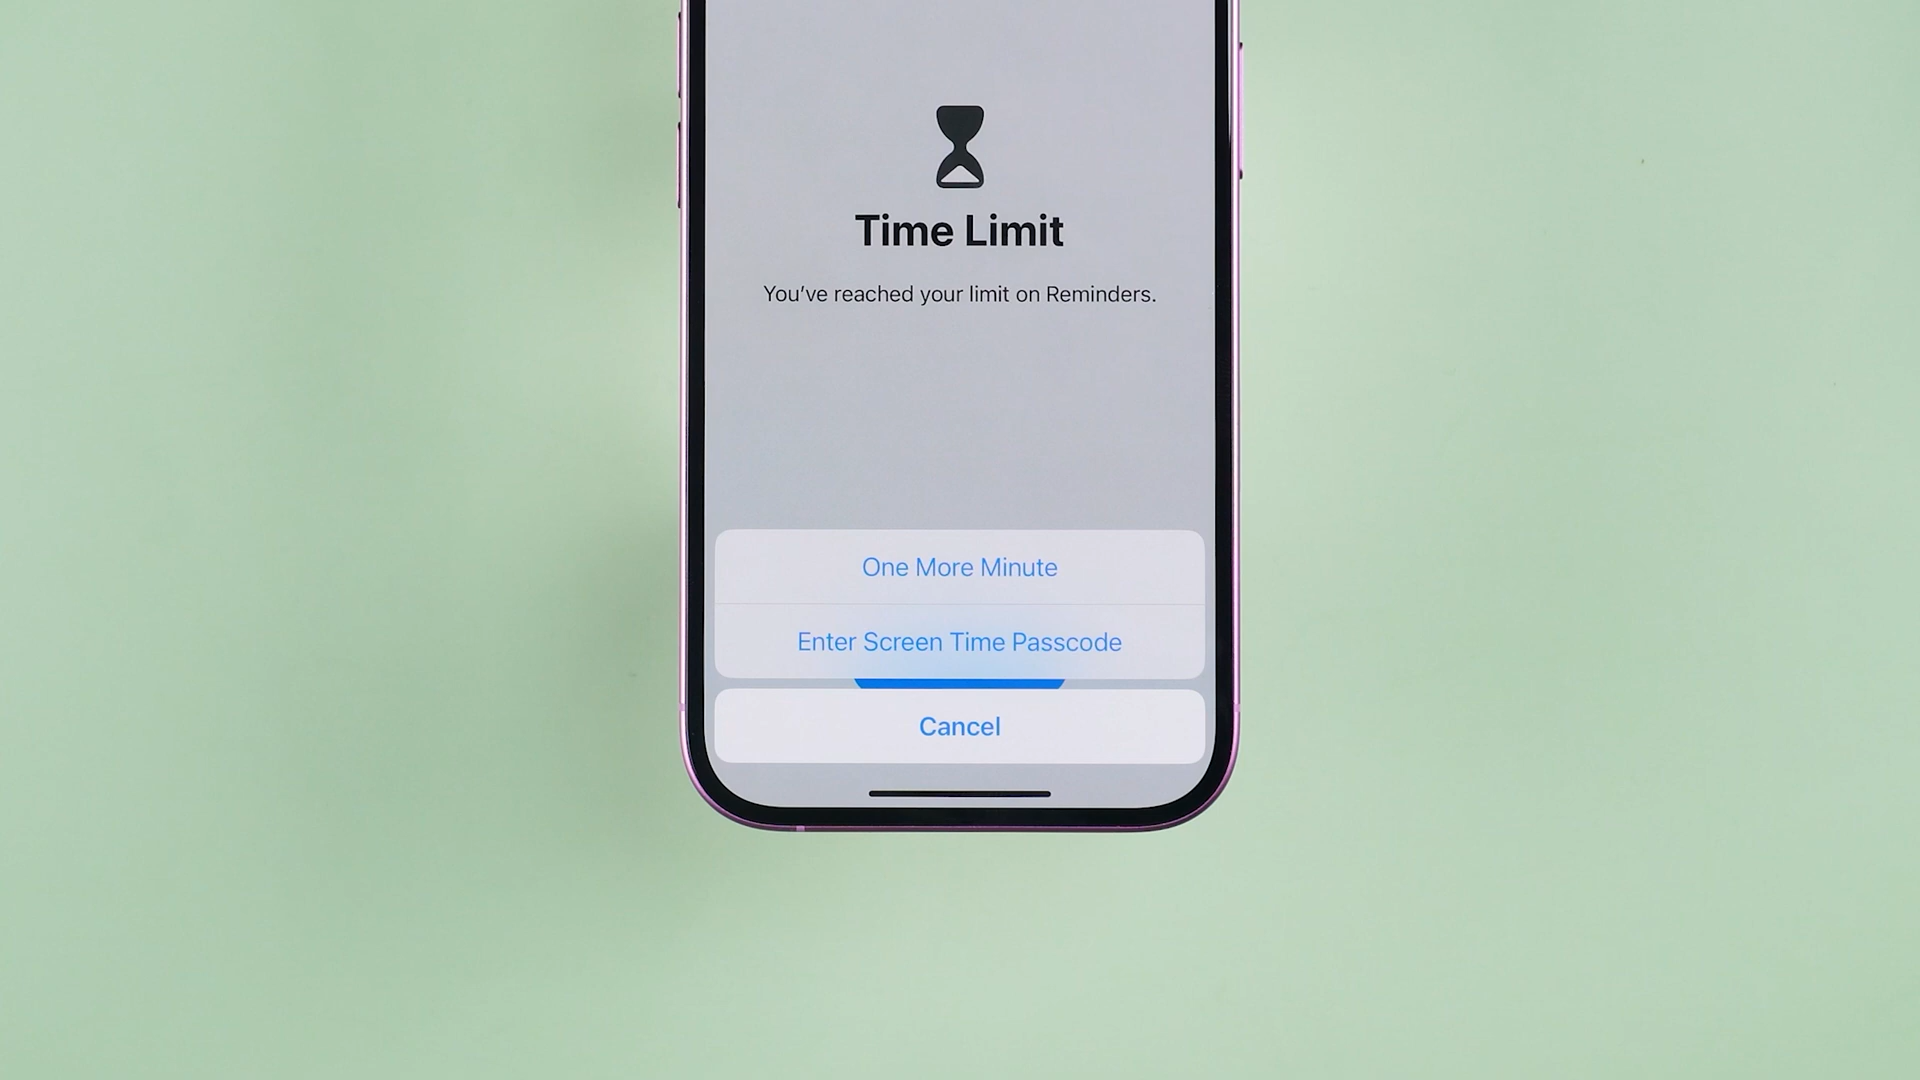 Time Limit
You’ve reached your limit on Reminders.
One More Minute
Enter Screen Time Passcode
Cancel